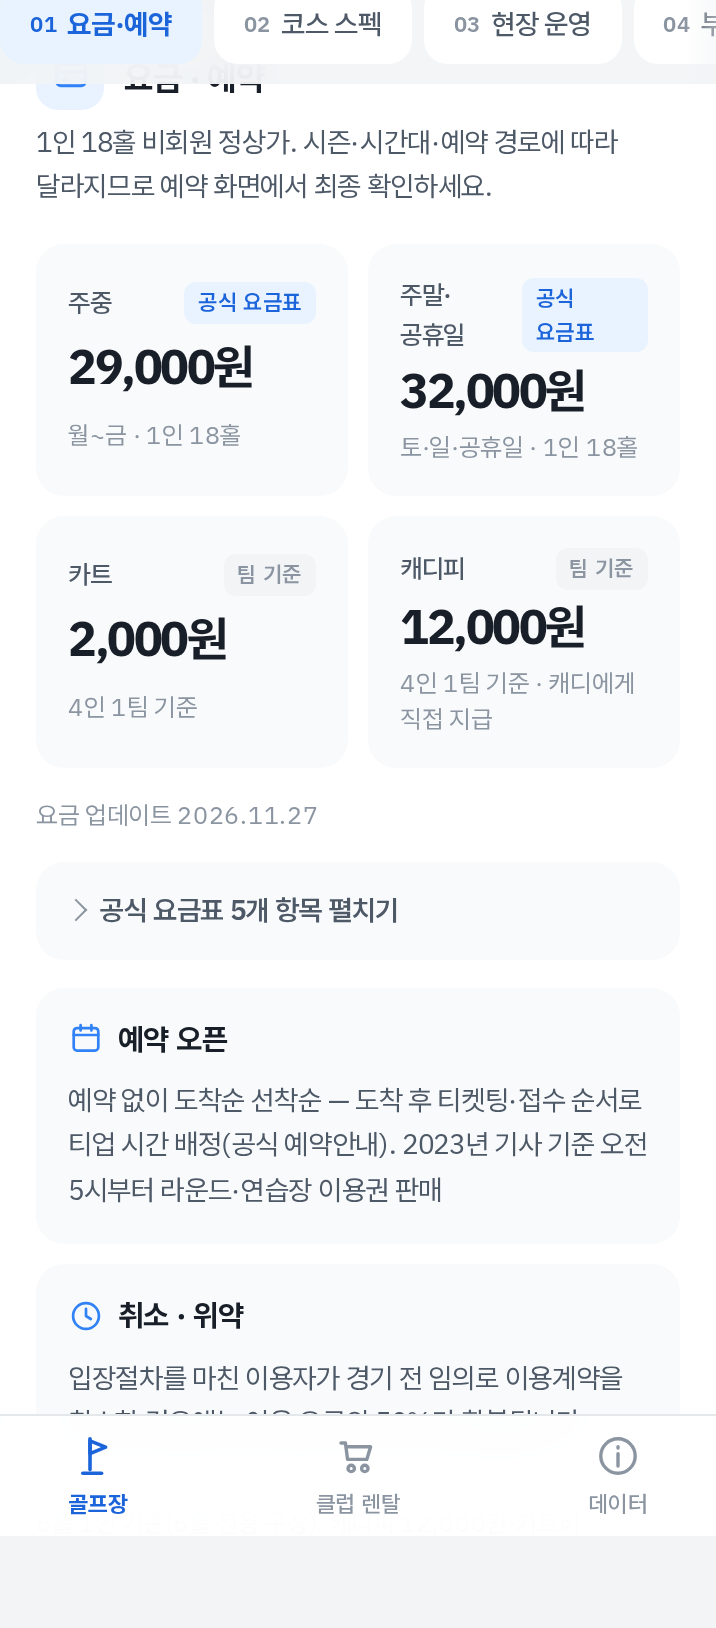 01 요금·예약
02 코스 스펙
03 현장 운영
04
요금 · 예약
1인 18홀 비회원 정상가. 시즌·시간대·예약 경로에 따라
달라지므로 예약 화면에서 최종 확인하세요.
주중
공식 요금표
29,000원
월~금 · 1인 18홀
주말·
공휴일
공식
요금표
32,000원
토·일·공휴일 · 1인 18홀
카트
팀 기준
2,000원
4인 1팀 기준
캐디피
팀 기준
12,000원
4인 1팀 기준 · 캐디에게
직접 지급
요금 업데이트 2026.11.27
공식 요금표 5개 항목 펼치기
예약 오픈
예약 없이 도착순 선착순 — 도착 후 티켓팅·접수 순서로
티업 시간 배정(공식 예약안내). 2023년 기사 기준 오전
5시부터 라운드·연습장 이용권 판매
취소 · 위약
입장절차를 마친 이용자가 경기 전 임의로 이용계약을
골프장
클럽 렌탈
데이터